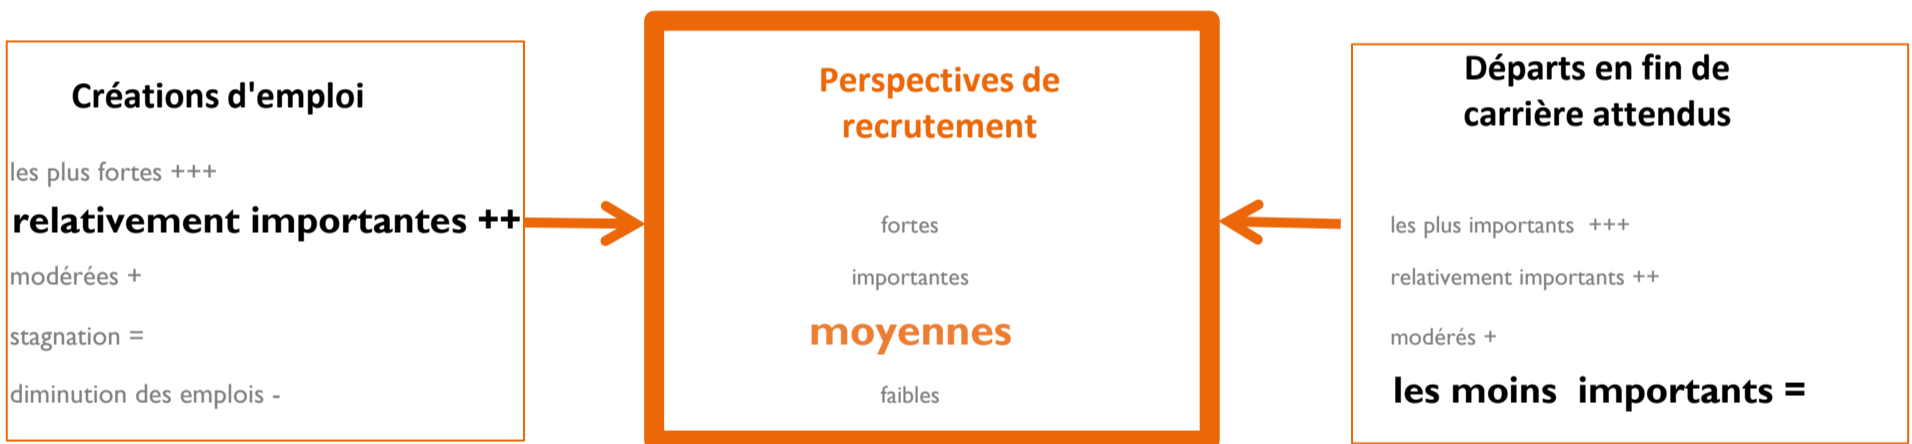 Créations d'emploi
les plus fortes +++
relativement importantes ++
modérées +
stagnation =
diminution des emplois -
Perspectives de
recrutement
fortes
importantes
moyennes
faibles
Départs en fin de
carrière attendus
les plus importants +++
relativement importants ++
modérés +
les moins importants =